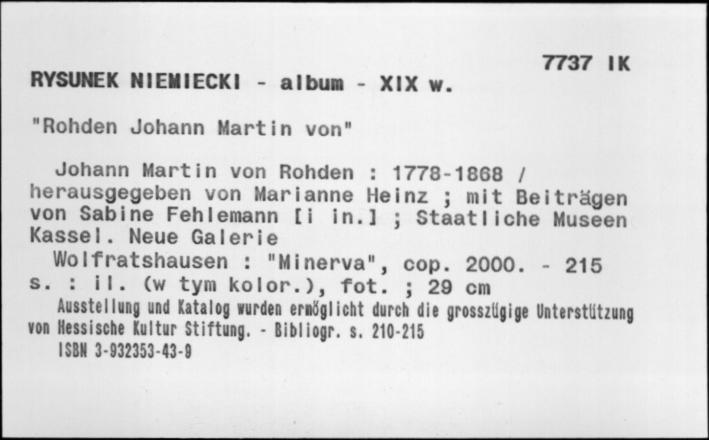 7737 IK
RYSUNEK NIEMIECKI - album - XIX w.
"Rohden Johann Martin von"
Johann Martin von Rohden : 1778-1868 /
herausgegeben von Marianne Heinz ; mit Beiträgen
von Sabine Fehlemann [i in.] ; Staatliche Museen
Kassel. Neue Galerie
Wolfratshausen : "Minerva", cop. 2000. - 215
s. : il. (w tym kolor.), fot. ; 29 cm
Ausstellung und Katalog wurden ermöglicht durch die grosszügige Unterstützung
von Hessische Kultur Stiftung. - Bibliogr. s. 210-215
ISBN 3-932353-43-9